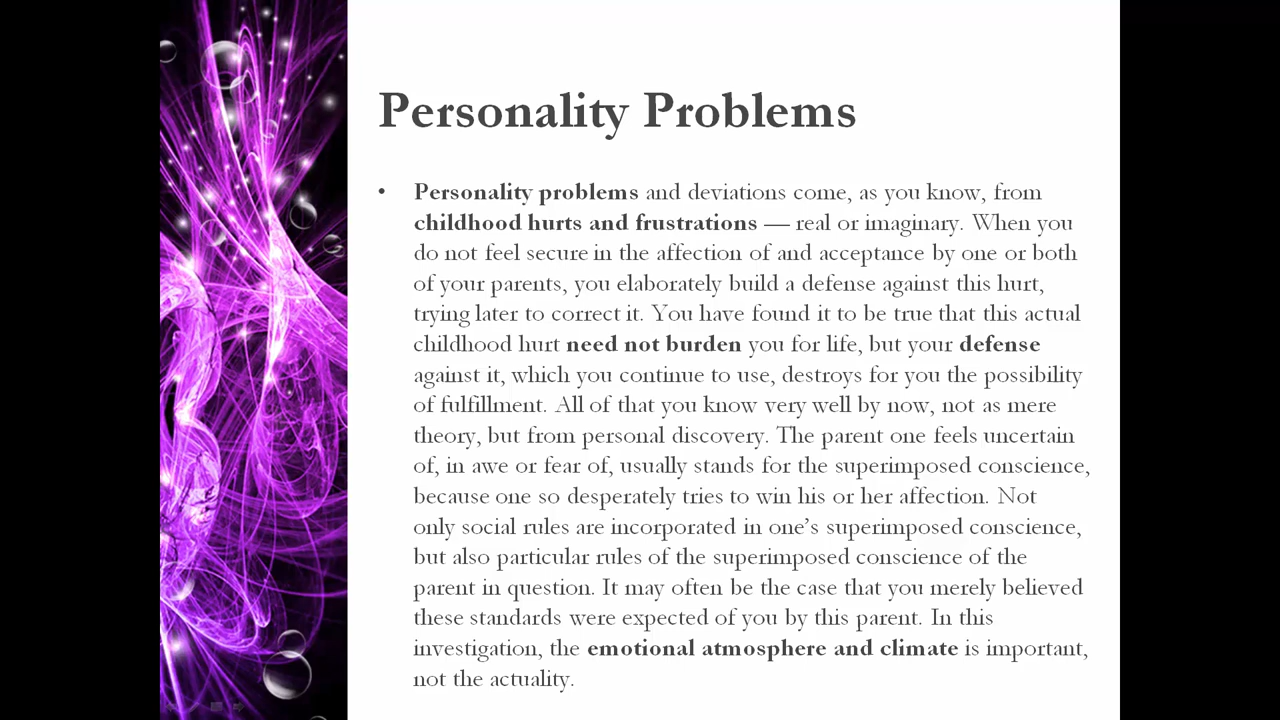 Personality Problems
• Personality problems and deviations come, as you know, from
childhood hurts and frustrations — real or imaginary. When you
do not feel secure in the affection of and acceptance by one or both
of your parents, you elaborately build a defense against this hurt,
trying later to correct it. You have found it to be true that this actual
childhood hurt need not burden you for life, but your defense
against it, which you continue to use, destroys for you the possibility
of fulfillment. All of that you know very well by now, not as mere
theory, but from personal discovery. The parent one feels uncertain
of, in awe or fear of, usually stands for the superimposed conscience,
because one so desperately tries to win his or her affection. Not
only social rules are incorporated in one’s superimposed conscience,
but also particular rules of the superimposed conscience of the
parent in question. It may often be the case that you merely believed
these standards were expected of you by this parent. In this
investigation, the emotional atmosphere and climate is important,
not the actuality.